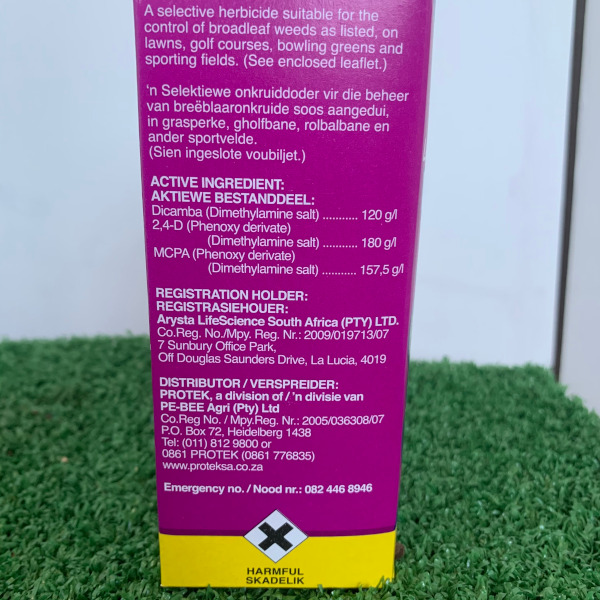 A selective herbicide suitable for the
control of broadleaf weeds as listed, on
lawns, golf courses, bowling greens and
sporting fields. (See enclosed leaflet.)
'n Selektiewe onkruiddoder vir die beheer
van breëblaaronkruide soos aangedui,
in grasperke, gholfbane, rolbalbane en
ander sportvelde.
(Sien ingeslote voubiljet.)
ACTIVE INGREDIENT:
AKTIEWE BESTANDDEEL:
Dicamba (Dimethylamine salt) ........... 120 g/l
2,4-D (Phenoxy derivate)
(Dimethylamine salt) ........... 180 g/l
MCPA (Phenoxy derivate)
(Dimethylamine salt) ........... 157,5 g/l
REGISTRATION HOLDER:
REGISTRASIEHOUER:
Arysta LifeScience South Africa (PTY) LTD.
Co.Reg. No./Mpy. Reg. Nr.: 2009/019713/07
7 Sunbury Office Park,
Off Douglas Saunders Drive, La Lucia, 4019
DISTRIBUTOR / VERSPREIDER:
PROTEK, a division of / 'n divisie van
PE-BEE Agri (Pty) Ltd
Co.Reg No. / Mpy.Reg. Nr.: 2005/036308/07
P.O. Box 72, Heidelberg 1438
Tel: (011) 812 9800 or
0861 PROTEK (0861 776835)
www.proteksa.co.za
Emergency no. / Nood nr.: 082 446 8946
HARMFUL
SKADELIK